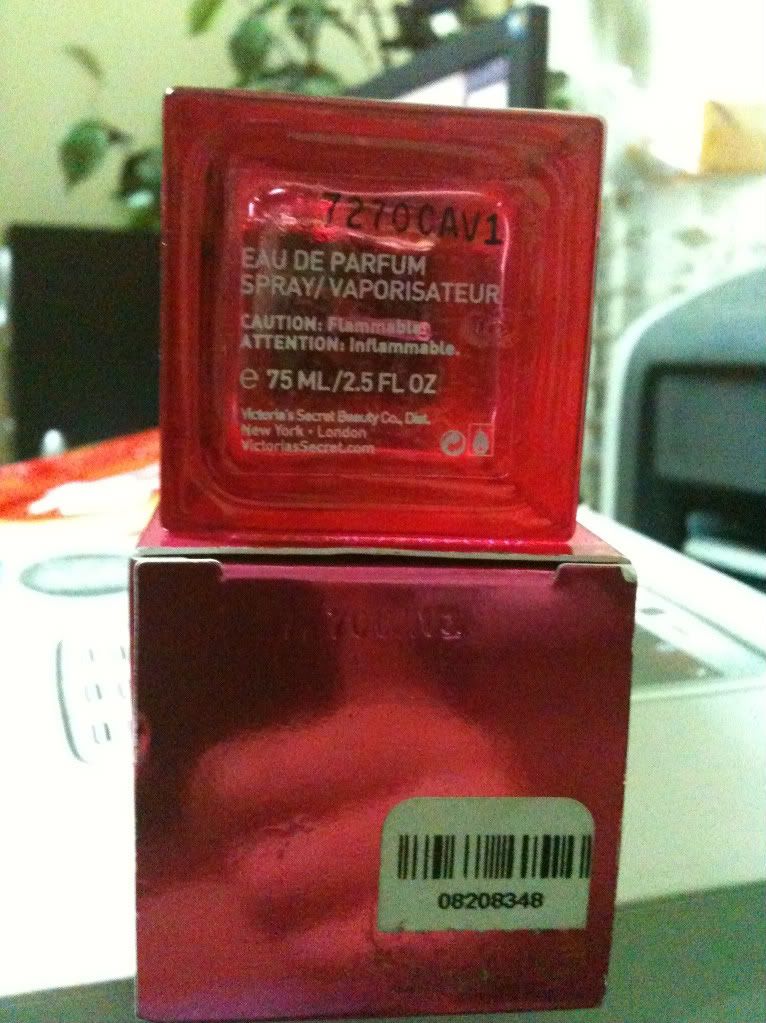 7270CAV1
EAU DE PARFUM
SPRAY/VAPORISATEUR
CAUTION: Flammable.
ATTENTION: Inflammable.
e 75 ML/2.5 FL OZ
Victoria's Secret Beauty Co., Dist.
New York • London
VictoriasSecret.com
08208348